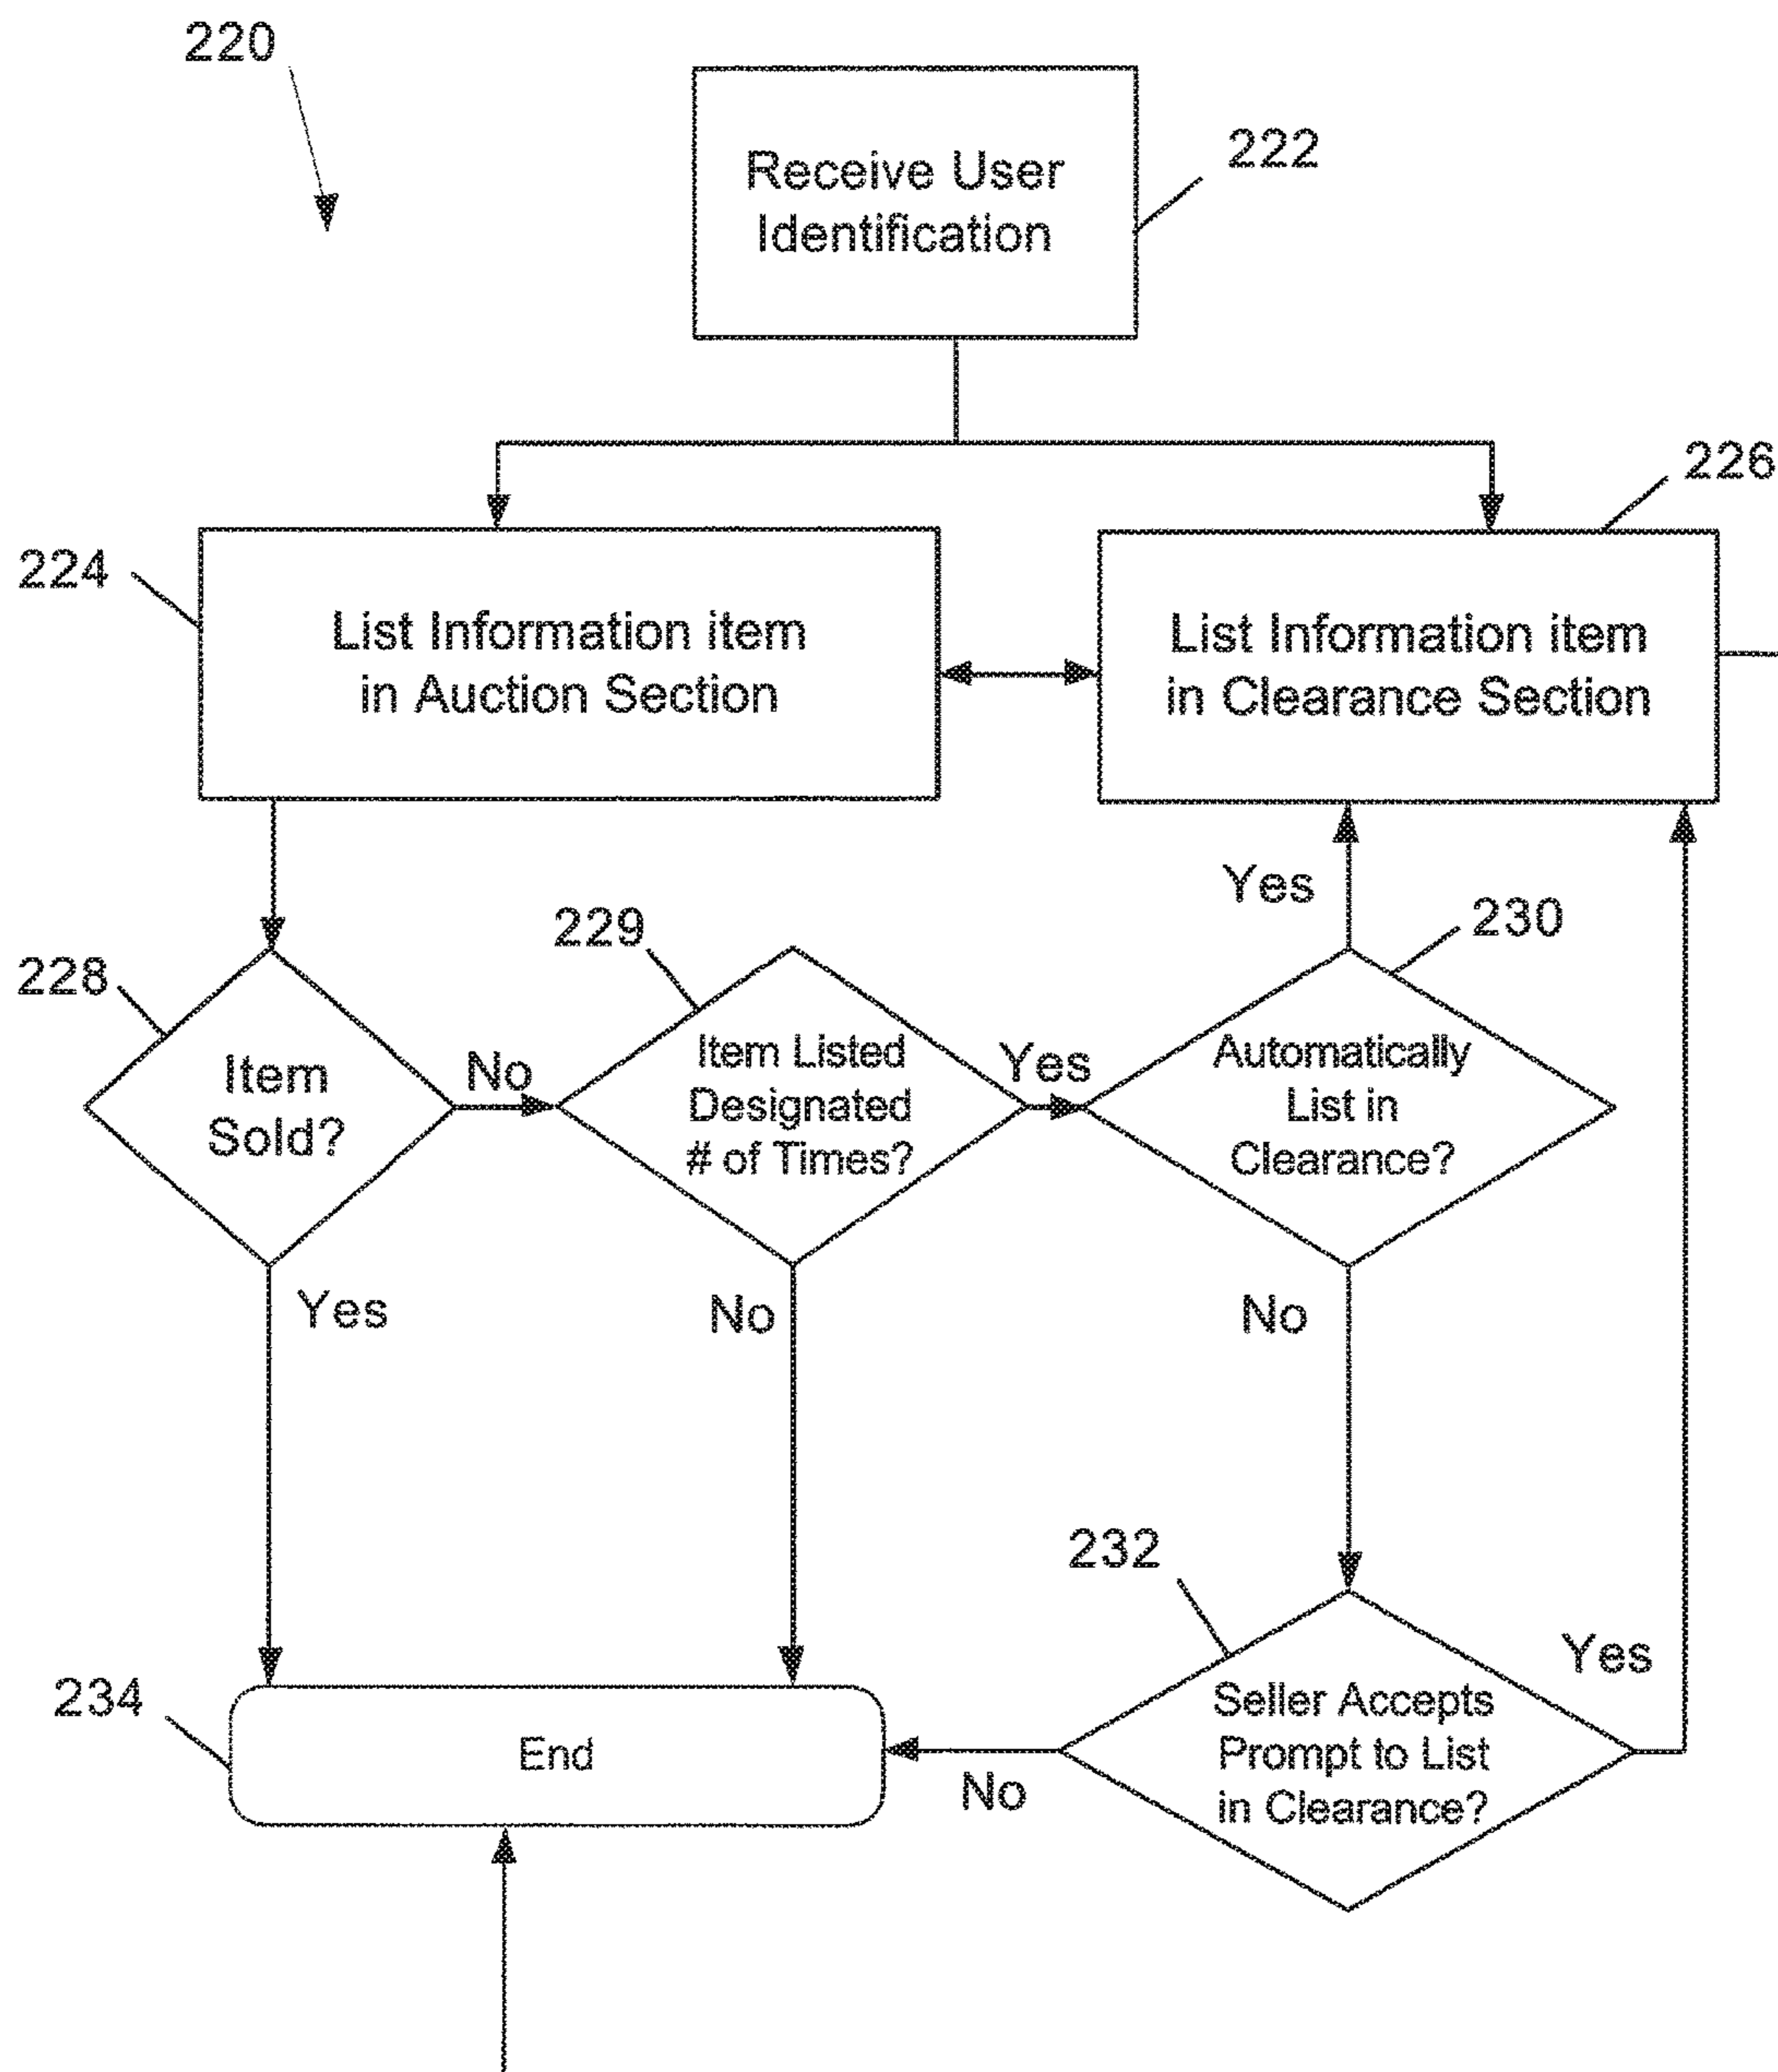 220
Receive User
Identification
222
226
224
List Information item
in Auction Section
List Information item
in Clearance Section
Yes
228
229
230
Item
Sold?
No
Item Listed
Designated
# of Times?
Yes
Automatically
List in
Clearance?
Yes
No
No
232
Yes
234
End
No
Seller Accepts
Prompt to List
in Clearance?